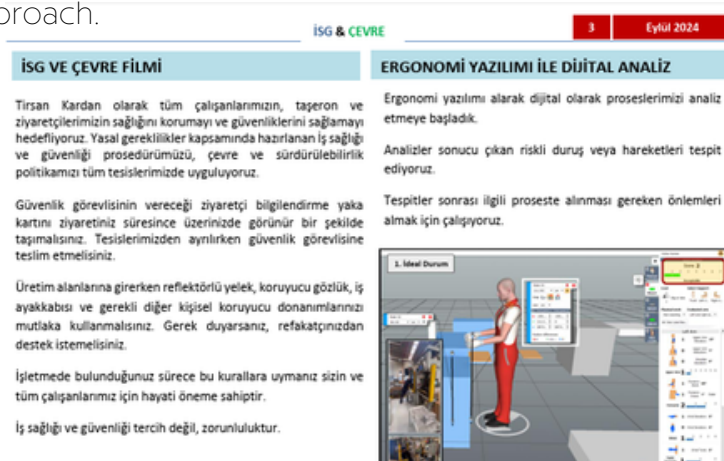 proach.
İSG & ÇEVRE
3
Eylül 2024
İSG VE ÇEVRE FİLMİ
Tirsan Kardan olarak tüm çalışanlarımızın, taşeron ve
ziyaretçilerimizin sağlığını korumayı ve güvenliklerini sağlamayı
hedefliyoruz. Yasal gereklilikler kapsamında hazırlanan İş sağlığı
ve güvenliği prosedürümüzü, çevre ve sürdürülebilirlik
politikamızı tüm tesislerimizde uyguluyoruz.
Güvenlik görevlisinin vereceği ziyaretçi bilgilendirme yaka
kartını ziyaretiniz süresince üzerinizde görünür bir şekilde
taşımalısınız. Tesislerimizden ayrılırken güvenlik görevlisine
teslim etmelisiniz.
Üretim alanlarına girerken reflektörlü yelek, koruyucu gözlük, iş
ayakkabısı ve gerekli diğer kişisel koruyucu donanımlarınızı
mutlaka kullanmalısınız. Gerek duyarsanız, refakatçınızdan
destek istemelisiniz.
İşletmede bulunduğunuz sürece bu kurallara uymanız sizin ve
tüm çalışanlarımız için hayati öneme sahiptir.
İş sağlığı ve güvenliği tercih değil, zorunluluktur.
ERGONOMİ YAZILIMI İLE DİJİTAL ANALİZ
Ergonomi yazılımı alarak dijital olarak proseslerimizi analiz
etmeye başladık.
Analizler sonucu çıkan riskli duruş veya hareketleri tespit
ediyoruz.
Tespitler sonrası ilgili proseste alınması gereken önlemleri
almak için çalışıyoruz.
1. İdeal Durum